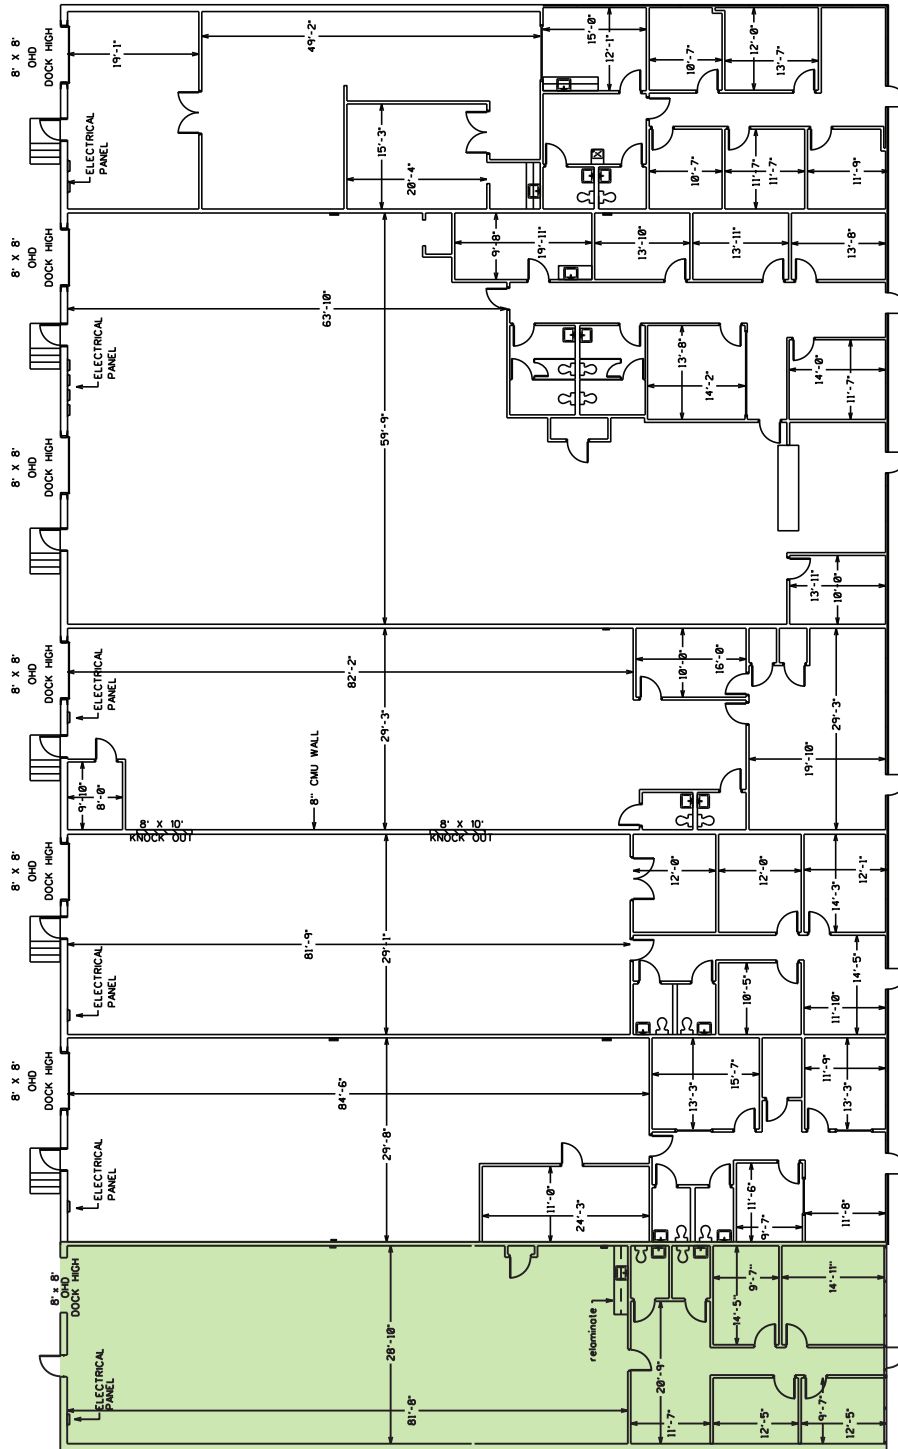 8' X 8'
OHD
DOCK HIGH
19'-1"
49'-2"
15'-0"
12'-1"
10'-7"
12'-0"
13'-7"
ELECTRICAL
PANEL
15'-3"
20'-4"
10'-7"
11'-7"
11'-7"
11'-9"
8' X 8'
OHD
DOCK HIGH
9'-8"
19'-11"
13'-10"
13'-11"
13'-8"
63'-10"
ELECTRICAL
PANEL
13'-8"
14'-2"
14'-0"
11'-7"
59'-9"
8' X 8'
OHD
DOCK HIGH
13'-11"
10'-0"
8' X 8'
OHD
DOCK HIGH
82'-2"
10'-0"
16'-0"
ELECTRICAL
PANEL
29'-3"
29'-3"
8" CMU WALL
19'-10"
9'-10"
8'-0"
8' X 10'
KNOCK OUT
8' X 10'
KNOCK OUT
8' X 8'
OHD
DOCK HIGH
12'-0"
12'-0"
14'-3"
12'-1"
81'-9"
29'-1"
14'-5"
ELECTRICAL
PANEL
10'-5"
11'-10"
8' X 8'
OHD
DOCK HIGH
84'-6"
13'-3"
15'-7"
11'-9"
13'-3"
29'-8"
ELECTRICAL
PANEL
11'-0"
24'-3"
11'-6"
9'-7"
11'-8"
8' x 8'
OHD
DOCK HIGH
28'-10"
relaminate
14'-5"
9'-7"
14'-11"
20'-9"
ELECTRICAL
PANEL
81'-8"
11'-7"
12'-5"
9'-7"
12'-5"